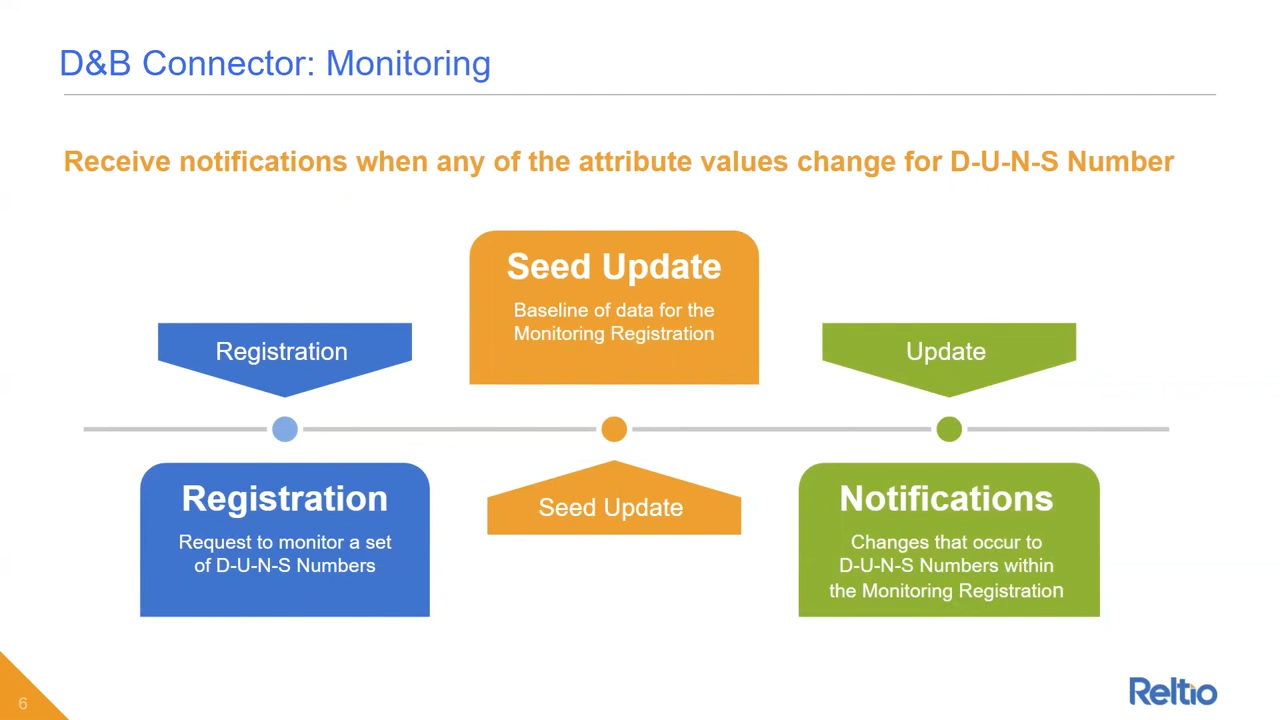 D&B Connector: Monitoring
Receive notifications when any of the attribute values change for D-U-N-S Number
Registration
Registration
Request to monitor a set
of D-U-N-S Numbers
Seed Update
Baseline of data for the
Monitoring Registration
Seed Update
Update
Notifications
Changes that occur to
D-U-N-S Numbers within
the Monitoring Registration
6
Reltio